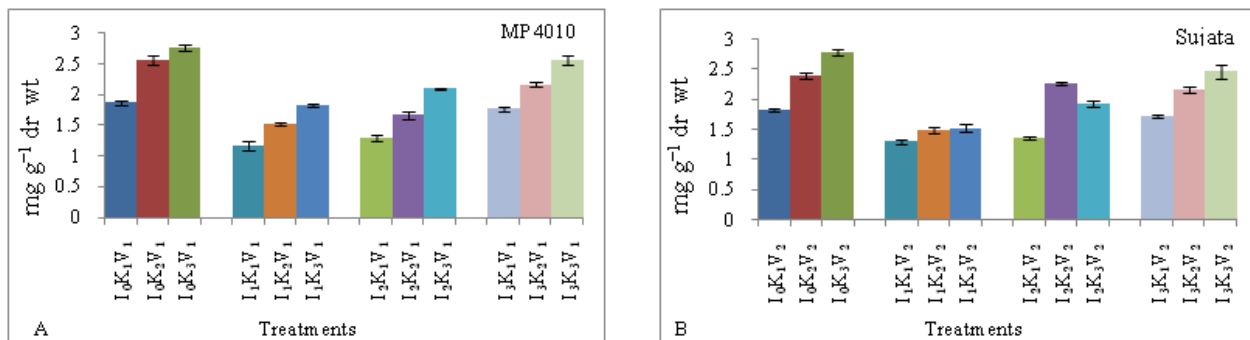 MP4010
mg g⁻¹ dr wt
3
2.5
2
1.5
1
0.5
0
I₀K₁V₁
I₀K₂V₁
I₀K₃V₁
I₁K₁V₁
I₁K₂V₁
I₁K₃V₁
I₂K₁V₁
I₂K₂V₁
I₂K₃V₁
I₃K₁V₁
I₃K₂V₁
I₃K₃V₁
A
Treatments
Sujata
mg g⁻¹ dr wt
3
2.5
2
1.5
1
0.5
0
I₀K₁V₂
I₀K₂V₂
I₀K₃V₂
I₁K₁V₂
I₁K₂V₂
I₁K₃V₂
I₂K₁V₂
I₂K₂V₂
I₂K₃V₂
I₃K₁V₂
I₃K₂V₂
I₃K₃V₂
B
Treatments